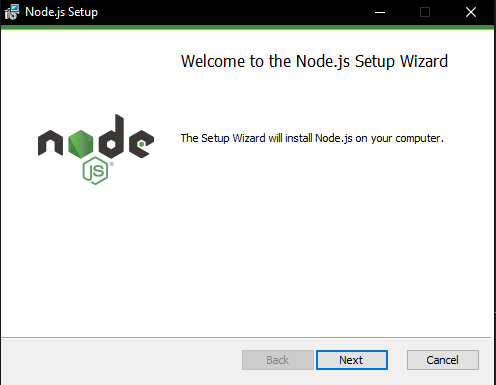 Node.js Setup
Welcome to the Node.js Setup Wizard
node
JS®
The Setup Wizard will install Node.js on your computer.
Back Next Cancel